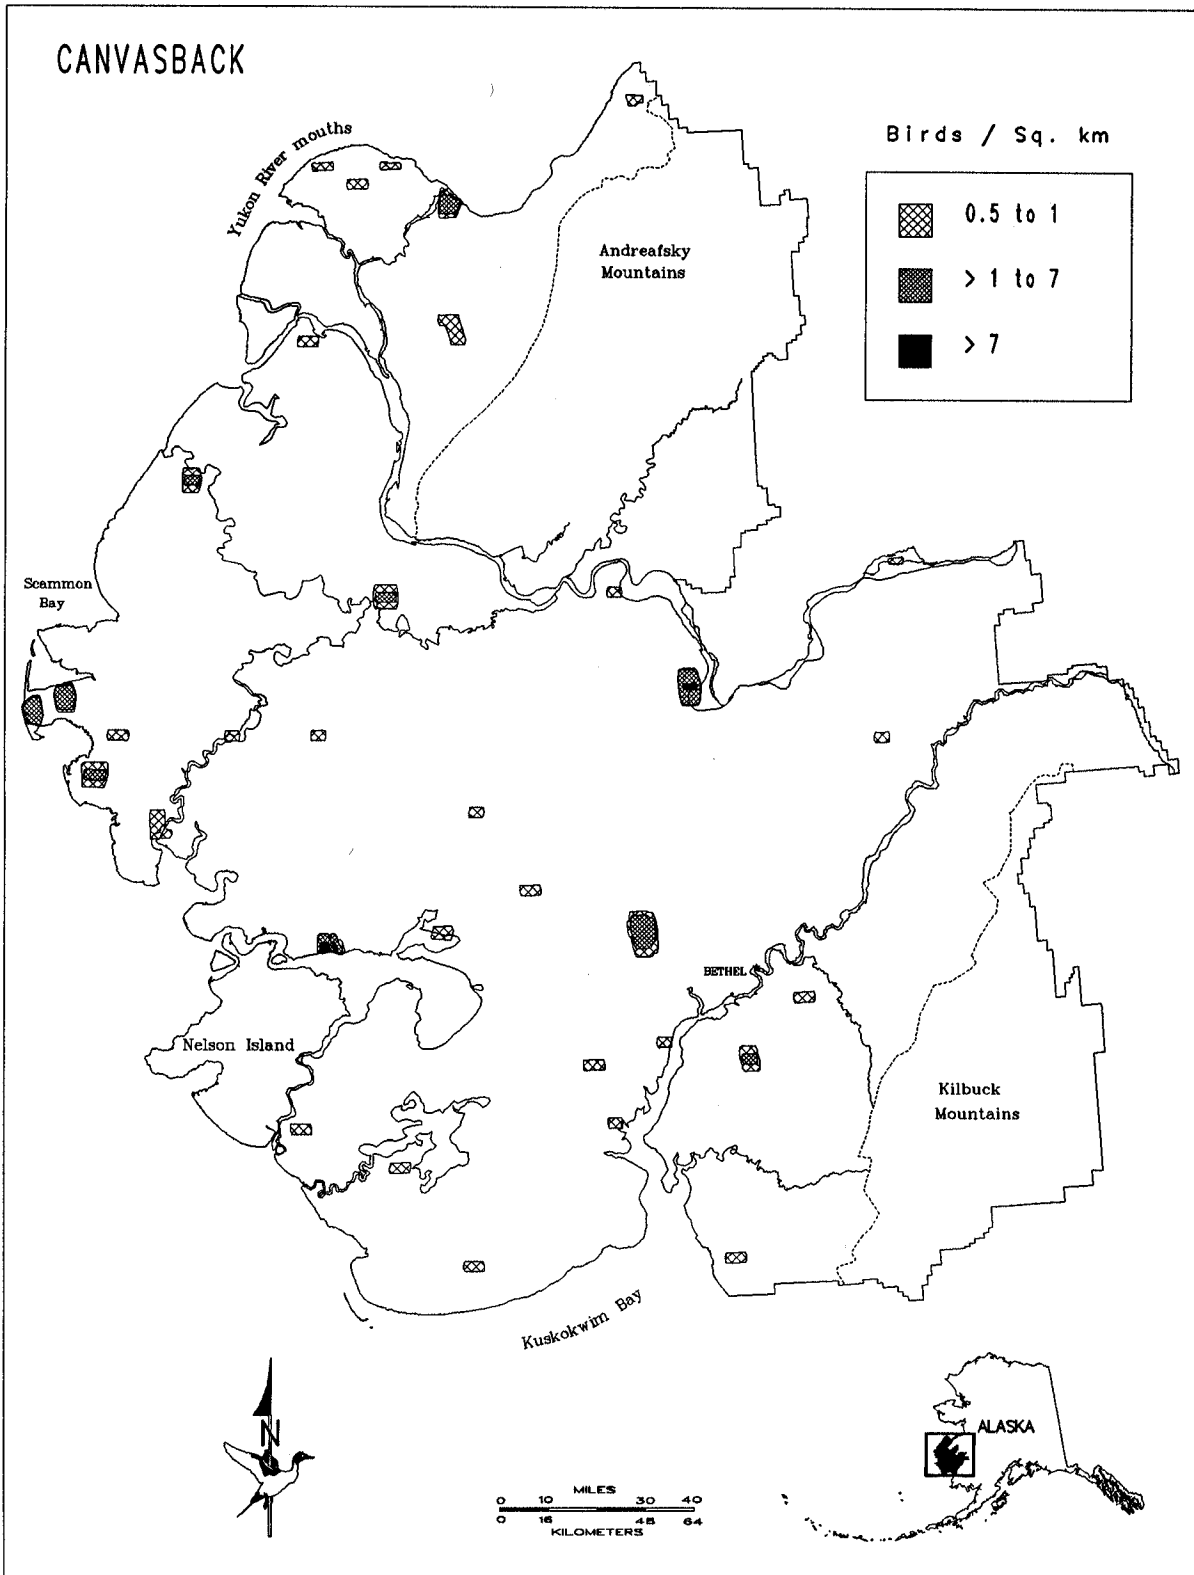 CANVASBACK
Yukon River mouths
Birds / Sq. km
0.5 to 1
> 1 to 7
> 7
Andreafsky
Mountains
Scammon
Bay
BETHEL
Nelson Island
Kilbuck
Mountains
Kuskokwim Bay
N
MILES
0 10 30 40
0 16 48 64
KILOMETERS
ALASKA